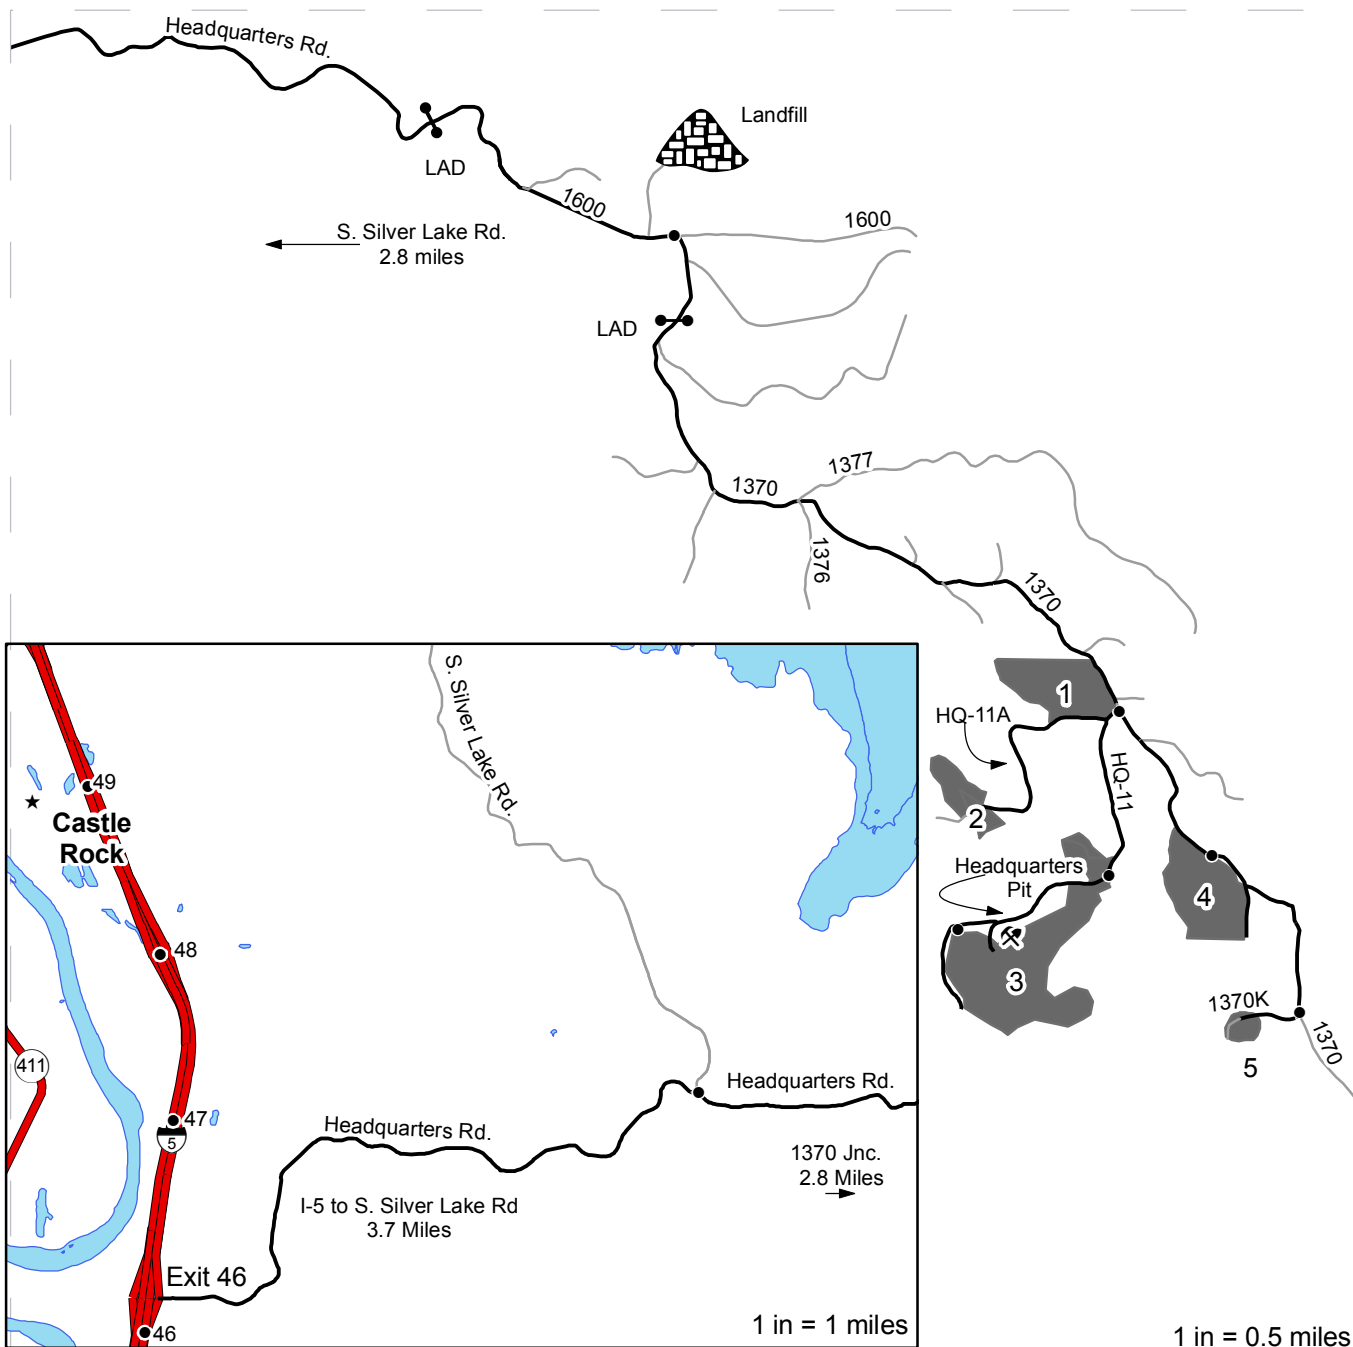 Headquarters Rd.
Landfill
LAD
1600
1600
S. Silver Lake Rd.
2.8 miles
LAD
1377
1370
1376
1370
1
HQ-11A
HQ-11
2
Headquarters
Pit
4
3
1370K
1370
5
S. Silver Lake Rd.
49
Castle
Rock
48
411
47
5
Headquarters Rd.
Headquarters Rd.
1370 Jnc.
2.8 Miles
I-5 to S. Silver Lake Rd
3.7 Miles
Exit 46
46
1 in = 1 miles
1 in = 0.5 miles